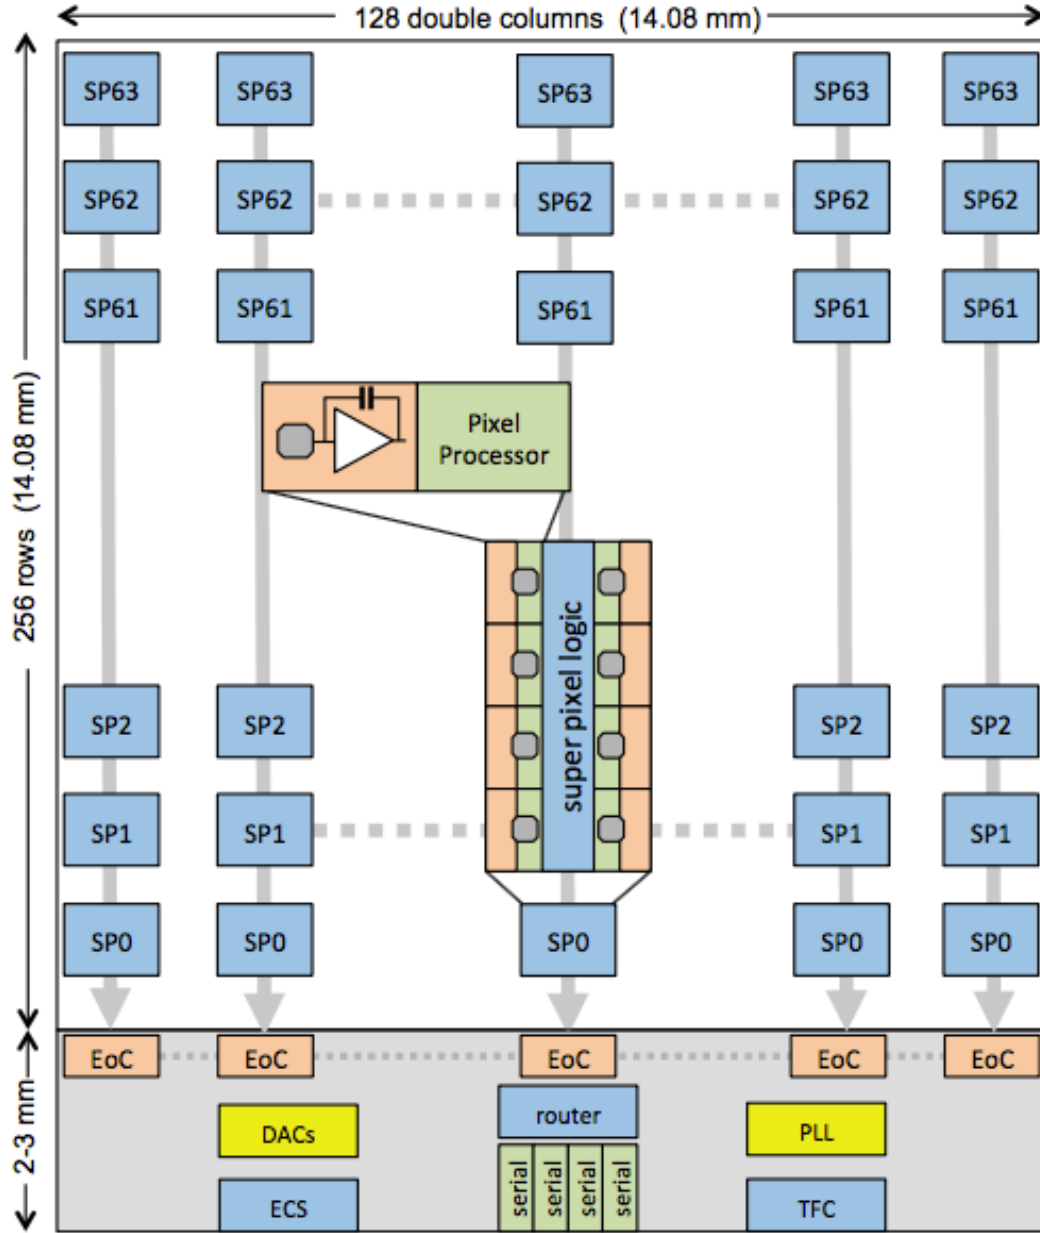 128 double columns (14.08 mm)
256 rows (14.08 mm)
SP63 SP63 SP63 SP63 SP63
SP62 SP62 SP62 SP62 SP62
SP61 SP61 SP61 SP61 SP61
Pixel
Processor
super pixel logic
SP2 SP2 SP2 SP2
SP1 SP1 SP1 SP1
SP0 SP0 SP0 SP0 SP0
2-3 mm
EoC EoC EoC EoC EoC
DACs router PLL
ECS serial serial serial serial TFC